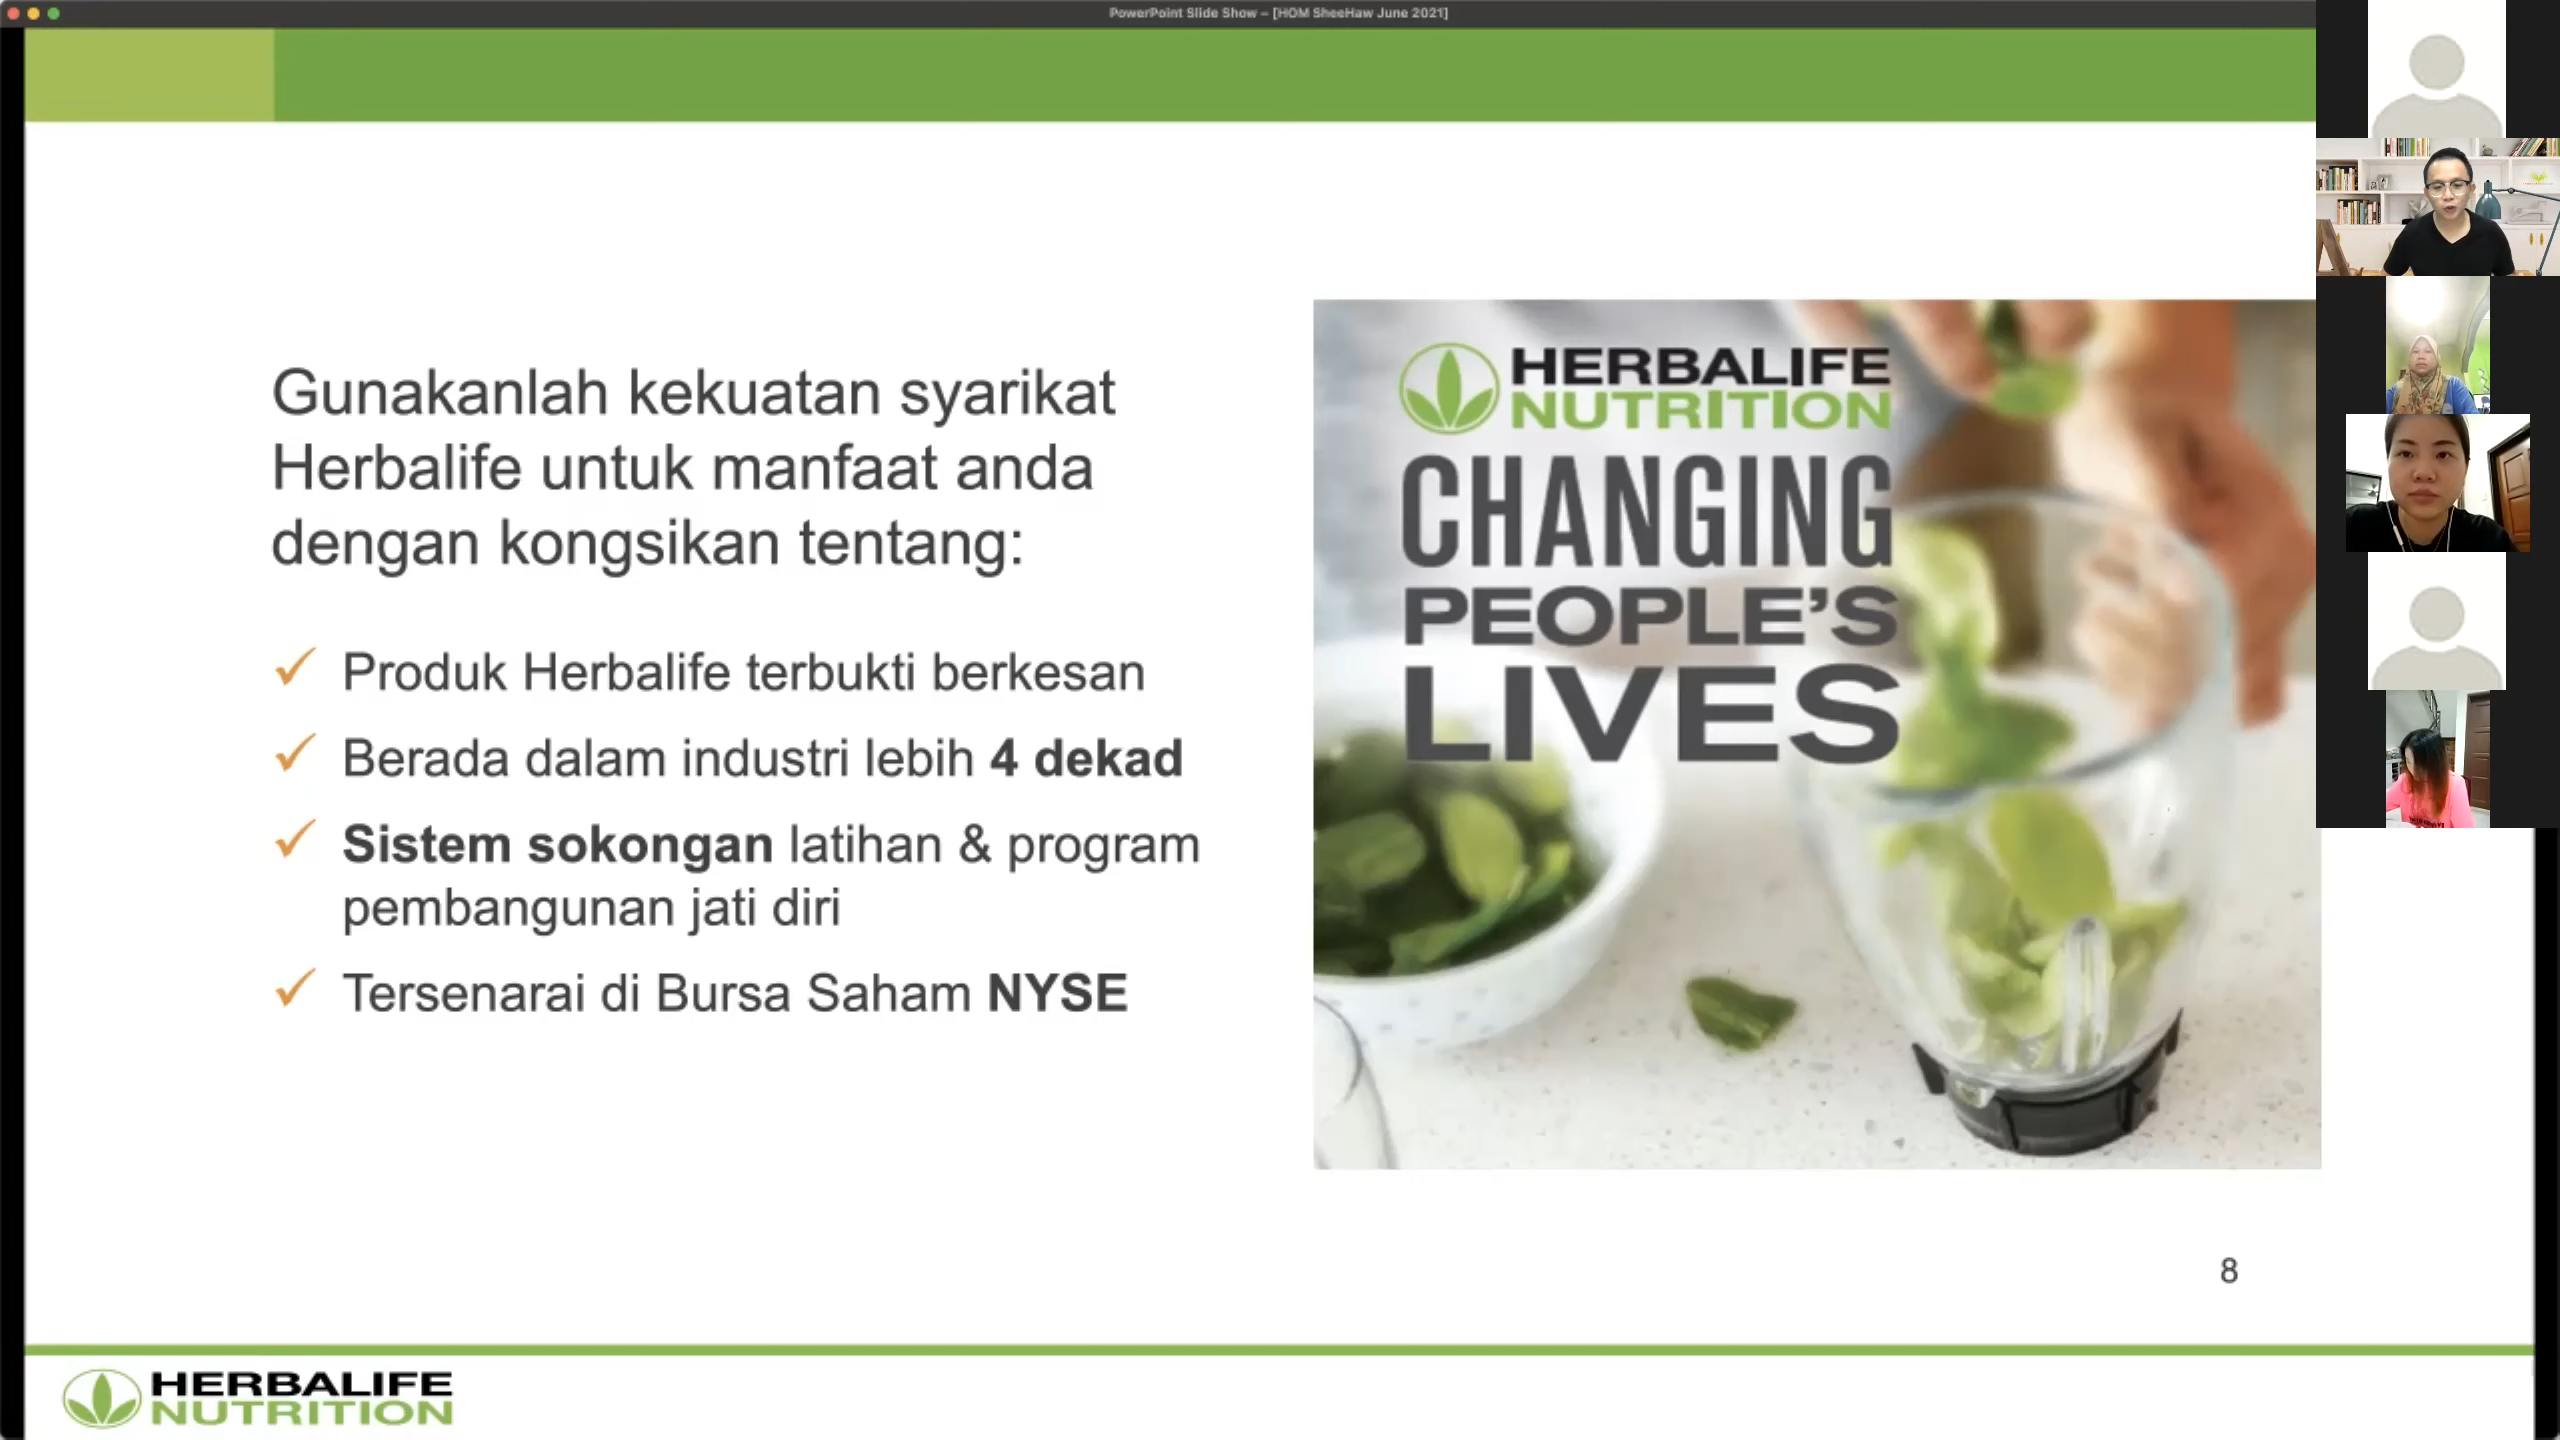 PowerPoint Slide Show – [HOM SheeHaw June 2021]
Gunakanlah kekuatan syarikat
Herbalife untuk manfaat anda
dengan kongsikan tentang:
✓ Produk Herbalife terbukti berkesan
✓ Berada dalam industri lebih 4 dekad
✓ Sistem sokongan latihan & program
pembangunan jati diri
✓ Tersenarai di Bursa Saham NYSE
HERBALIFE
NUTRITION
CHANGING
PEOPLE'S
LIVES
8
HERBALIFE
NUTRITION